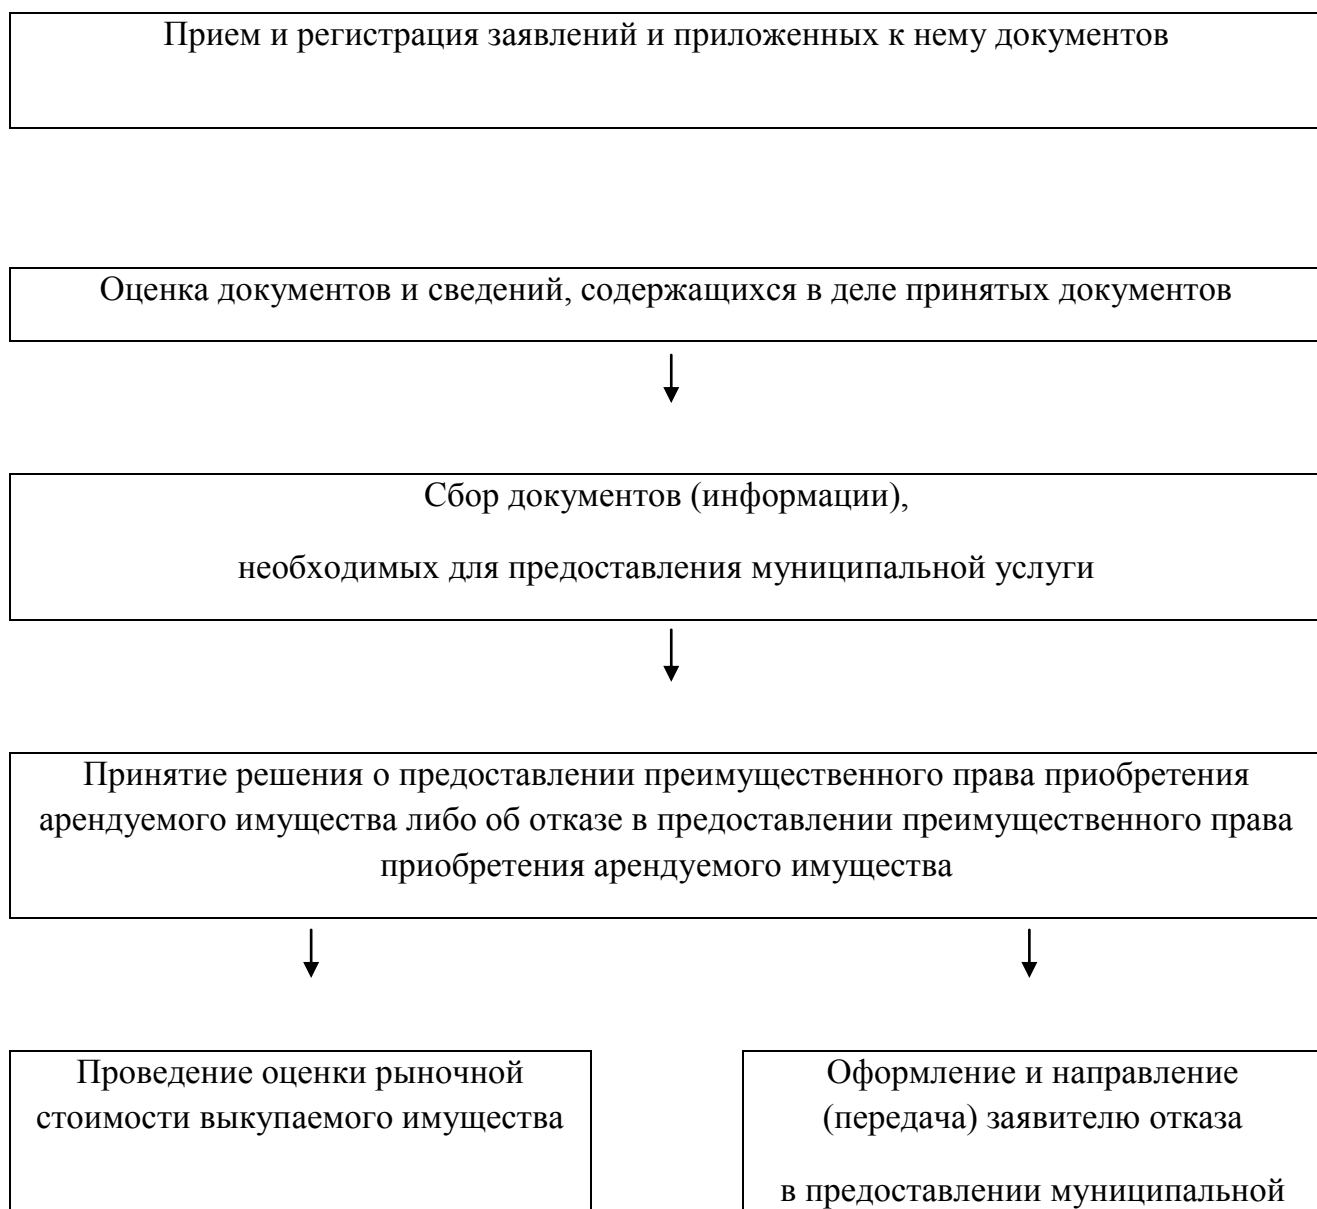 Прием и регистрация заявлений и приложенных к нему документов
Оценка документов и сведений, содержащихся в деле принятых документов
Сбор документов (информации),
необходимых для предоставления муниципальной услуги
Принятие решения о предоставлении преимущественного права приобретения
арендуемого имущества либо об отказе в предоставлении преимущественного права
приобретения арендуемого имущества
Проведение оценки рыночной
стоимости выкупаемого имущества
Оформление и направление
(передача) заявителю отказа
в предоставлении муниципальной